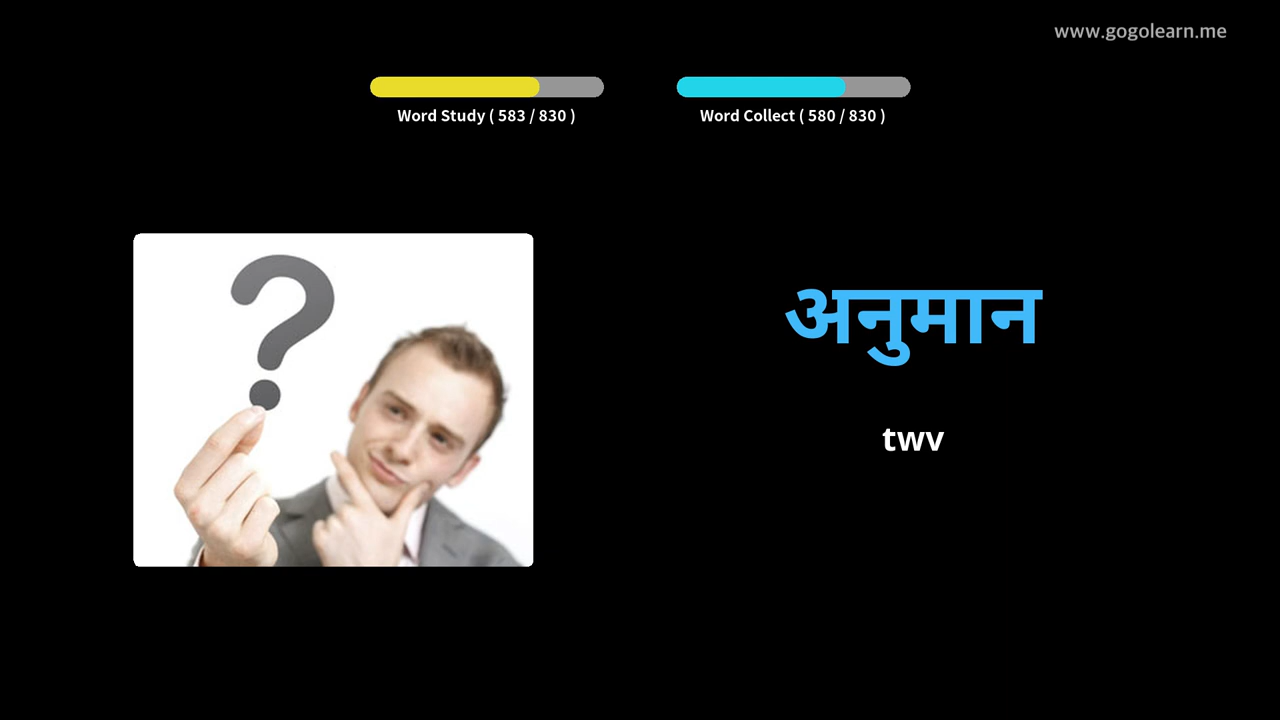 www.gogolearn.me
Word Study ( 583 / 830 )
Word Collect ( 580 / 830 )
?
अनुमान
twv